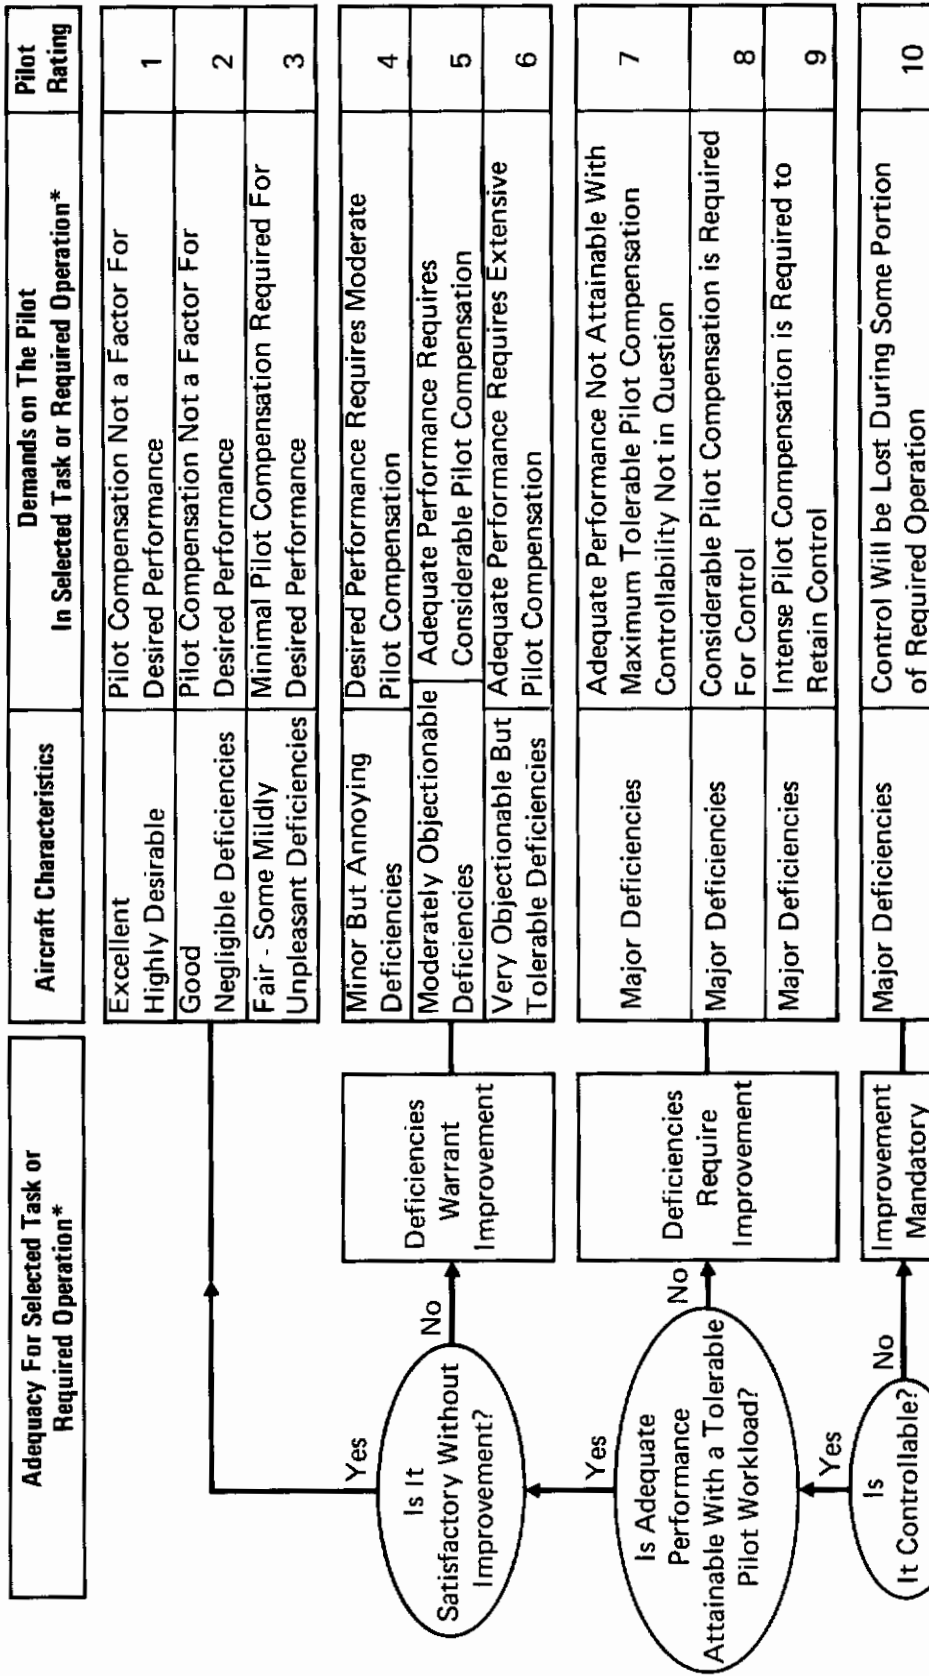 Adequacy For Selected Task or
Required Operation*
Aircraft Characteristics
Demands on The Pilot
In Selected Task or Required Operation*
Pilot
Rating
Excellent
Highly Desirable
Pilot Compensation Not a Factor For
Desired Performance
1
Good
Negligible Deficiencies
Pilot Compensation Not a Factor For
Desired Performance
2
Fair - Some Mildly
Unpleasant Deficiencies
Minimal Pilot Compensation Required For
Desired Performance
3
Yes
Is It
Satisfactory Without
Improvement?
No
Deficiencies
Warrant
Improvement
Minor But Annoying
Deficiencies
Desired Performance Requires Moderate
Pilot Compensation
4
Moderately Objectionable
Deficiencies
Adequate Performance Requires
Considerable Pilot Compensation
5
Very Objectionable But
Tolerable Deficiencies
Adequate Performance Requires Extensive
Pilot Compensation
6
Yes
Is Adequate
Performance
Attainable With a Tolerable
Pilot Workload?
No
Deficiencies
Require
Improvement
Major Deficiencies
Adequate Performance Not Attainable With
Maximum Tolerable Pilot Compensation
Controllability Not in Question
7
Major Deficiencies
Considerable Pilot Compensation is Required
For Control
8
Major Deficiencies
Intense Pilot Compensation is Required to
Retain Control
9
Yes
Is
It Controllable?
No
Improvement
Mandatory
Major Deficiencies
Control Will be Lost During Some Portion
of Required Operation
10